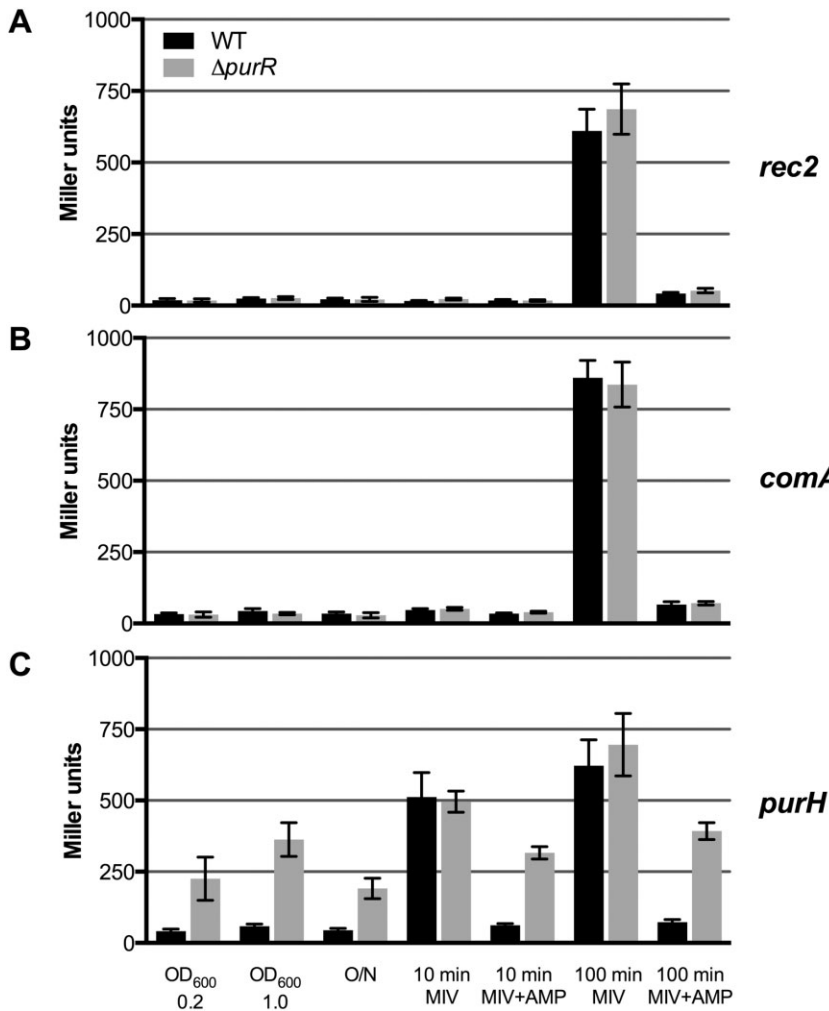 A
WT
ΔpurR
1000
750
500
250
0
Miller units
rec2
B
1000
750
500
250
0
Miller units
comA
C
1000
750
500
250
0
Miller units
purH
OD600 0.2
OD600 1.0
O/N
10 min MIV
10 min MIV+AMP
100 min MIV
100 min MIV+AMP